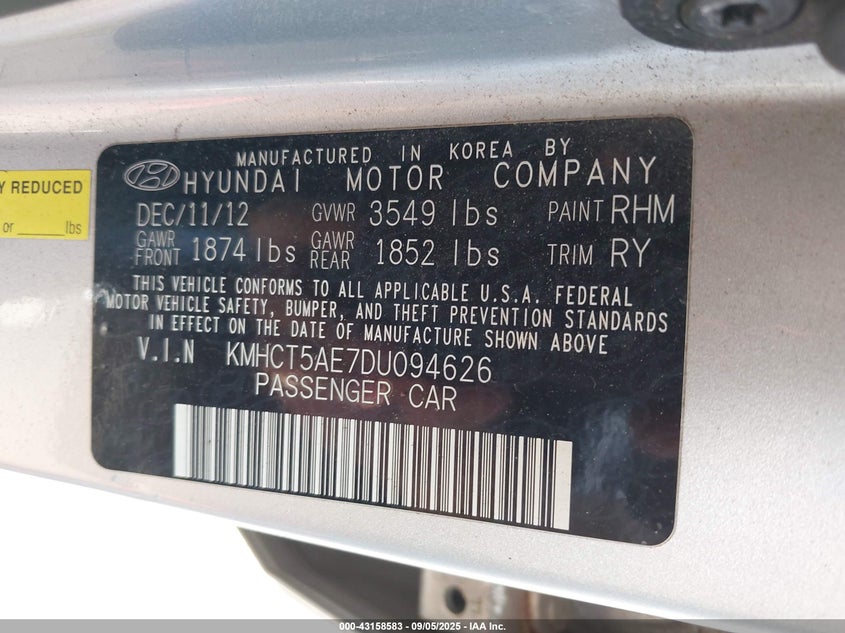 Y REDUCED
or ______ lbs
MANUFACTURED IN KOREA BY
HYUNDAI MOTOR COMPANY
DEC/11/12 GVWR 3549 lbs PAINT RHM
GAWR FRONT 1874 lbs GAWR REAR 1852 lbs TRIM RY
THIS VEHICLE CONFORMS TO ALL APPLICABLE U.S.A. FEDERAL
MOTOR VEHICLE SAFETY, BUMPER, AND THEFT PREVENTION STANDARDS
IN EFFECT ON THE DATE OF MANUFACTURE SHOWN ABOVE
V.I.N KMHCT5AE7DU094626
PASSENGER CAR
000-43158583 - 09/05/2025 - IAA Inc.